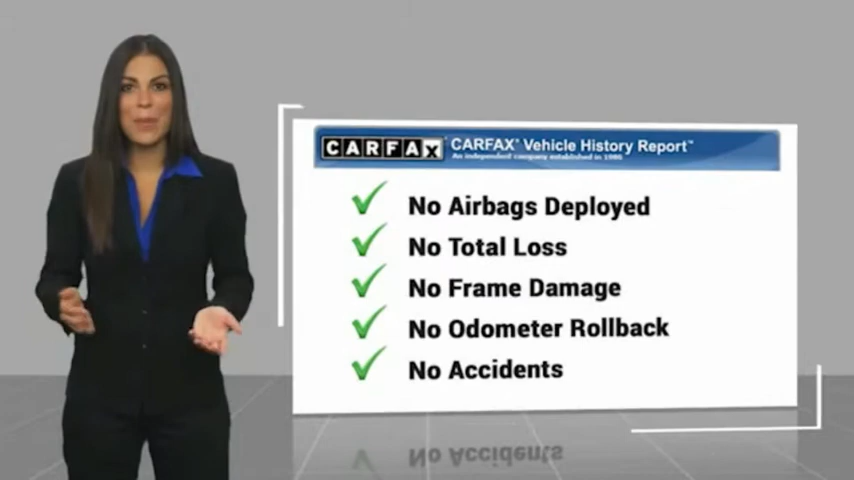 CARFAX CARFAX® Vehicle History Report™
An independent company established in 1986
No Airbags Deployed
No Total Loss
No Frame Damage
No Odometer Rollback
No Accidents
No Accidents